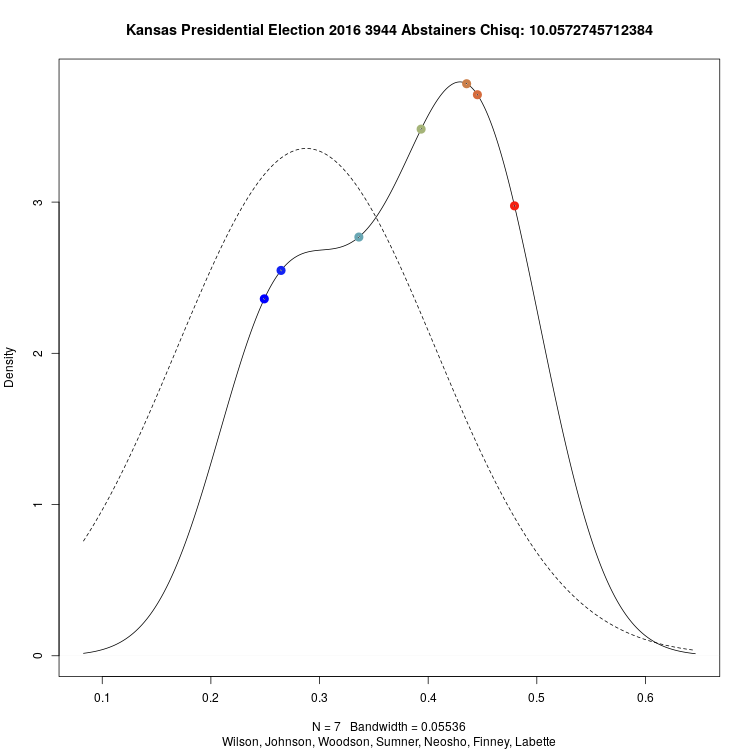 Kansas Presidential Election 2016 3944 Abstainers Chisq: 10.0572745712384
Density
3
2
1
0
0.1 0.2 0.3 0.4 0.5 0.6
N = 7 Bandwidth = 0.05536
Wilson, Johnson, Woodson, Sumner, Neosho, Finney, Labette